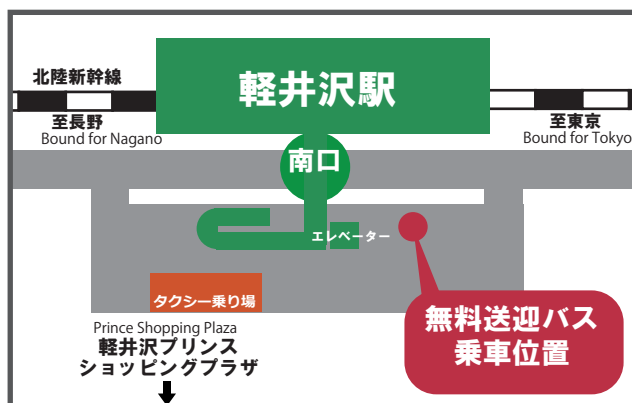 軽井沢駅
北陸新幹線
至長野
Bound for Nagano
至東京
Bound for Tokyo
南口
エレベーター
タクシー乗り場
無料送迎バス
乗車位置
Prince Shopping Plaza
軽井沢プリンス
ショッピングプラザ